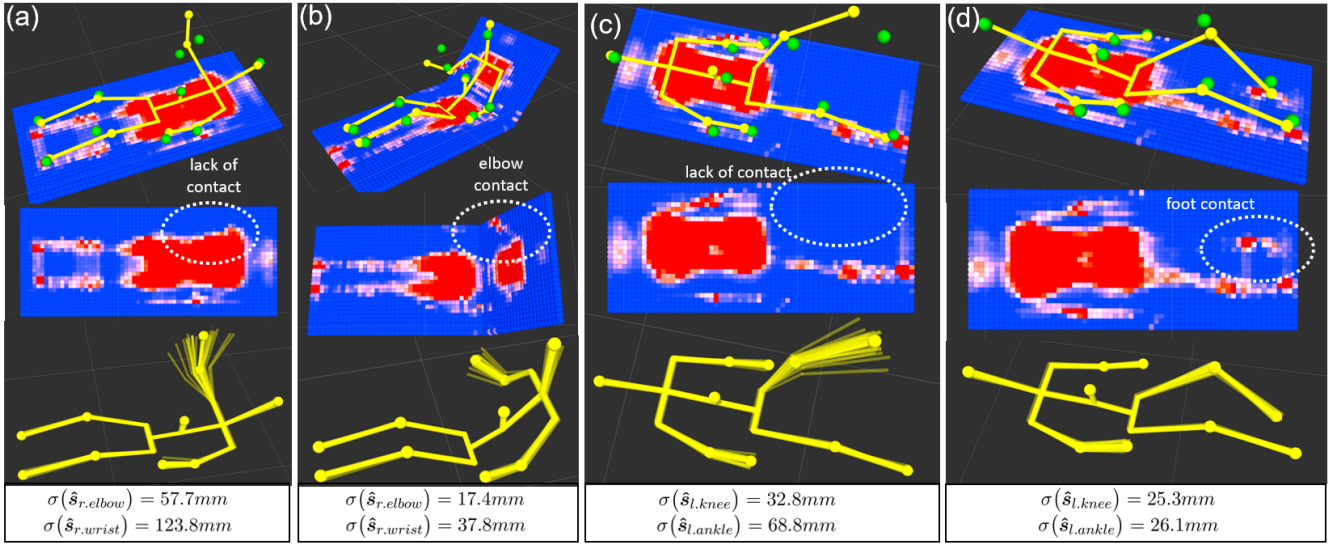 (a)
(b)
(c)
(d)
lack of
contact
elbow
contact
lack of contact
foot contact
σ(ŝ_{r.elbow}) = 57.7mm
σ(ŝ_{r.wrist}) = 123.8mm
σ(ŝ_{r.elbow}) = 17.4mm
σ(ŝ_{r.wrist}) = 37.8mm
σ(ŝ_{l.knee}) = 32.8mm
σ(ŝ_{l.ankle}) = 68.8mm
σ(ŝ_{l.knee}) = 25.3mm
σ(ŝ_{l.ankle}) = 26.1mm